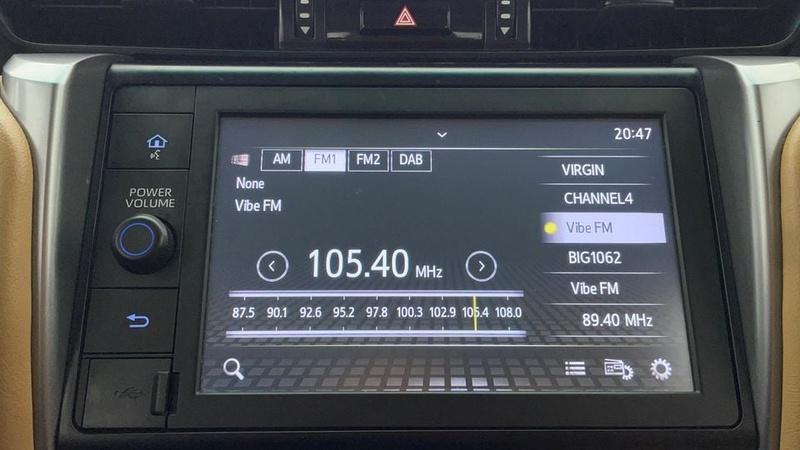 20:47
AM FM1 FM2 DAB
None
Vibe FM
105.40 MHz
87.5 90.1 92.6 95.2 97.8 100.3 102.9 105.4 108.0
VIRGIN
CHANNEL4
Vibe FM
BIG1062
Vibe FM
89.40 MHz
POWER
VOLUME